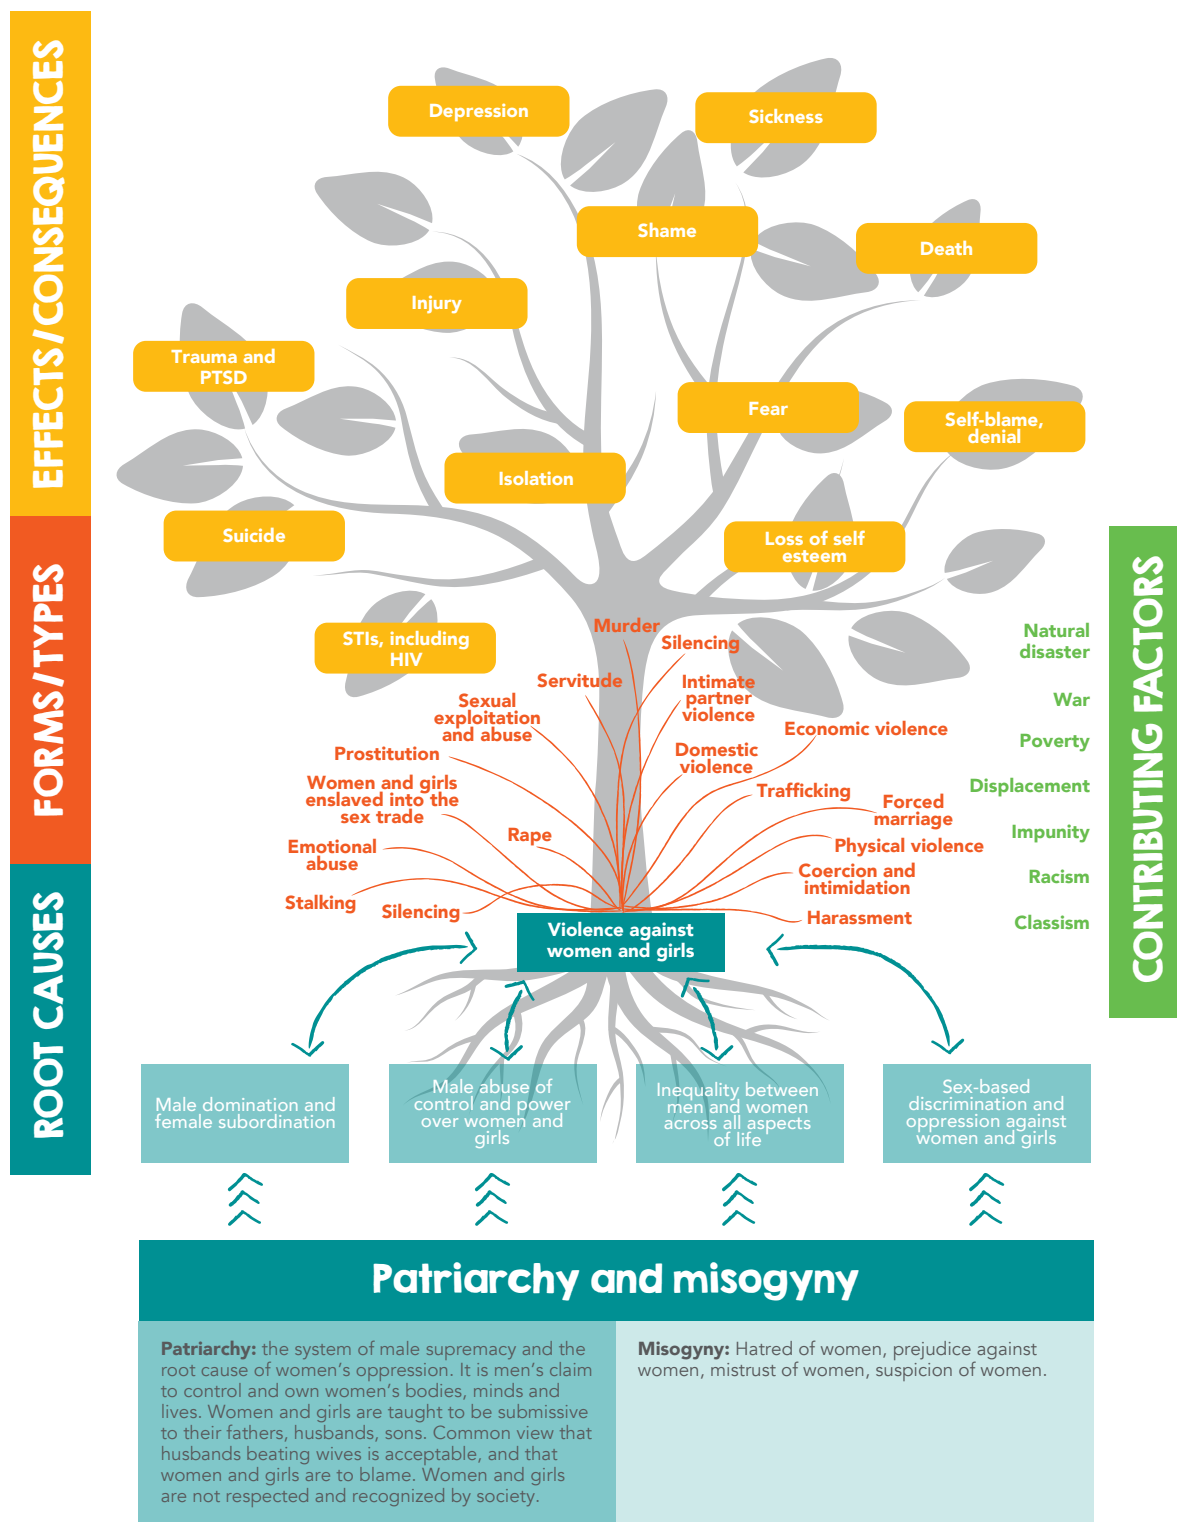 EFFECTS/CONSEQUENCES
Depression
Sickness
Shame
Death
Injury
Trauma and
PTSD
Fear
Self-blame,
denial
Isolation
Suicide
Loss of self
esteem
STIs, including
HIV
FORMS/TYPES
Murder
Silencing
Servitude
Intimate
partner
violence
Sexual
exploitation
and abuse
Economic violence
Prostitution
Domestic
violence
Women and girls
enslaved into the
sex trade
Trafficking
Forced
marriage
Rape
Emotional
abuse
Physical violence
Coercion and
intimidation
Stalking
Silencing
Harassment
CONTRIBUTING FACTORS
Natural
disaster
War
Poverty
Displacement
Impunity
Racism
Classism
ROOT CAUSES
Violence against
women and girls
Male domination and
female subordination
Male abuse of
control and power
over women and
girls
Inequality between
men and women
across all aspects
of life
Sex-based
discrimination and
oppression against
women and girls
Patriarchy and misogyny
Patriarchy: the system of male supremacy and the
root cause of women's oppression. It is men's claim
to control and own women's bodies, minds and
lives. Women and girls are taught to be submissive
to their fathers, husbands, sons. Common view that
husbands beating wives is acceptable, and that
women and girls are to blame. Women and girls
are not respected and recognized by society.
Misogyny: Hatred of women, prejudice against
women, mistrust of women, suspicion of women.